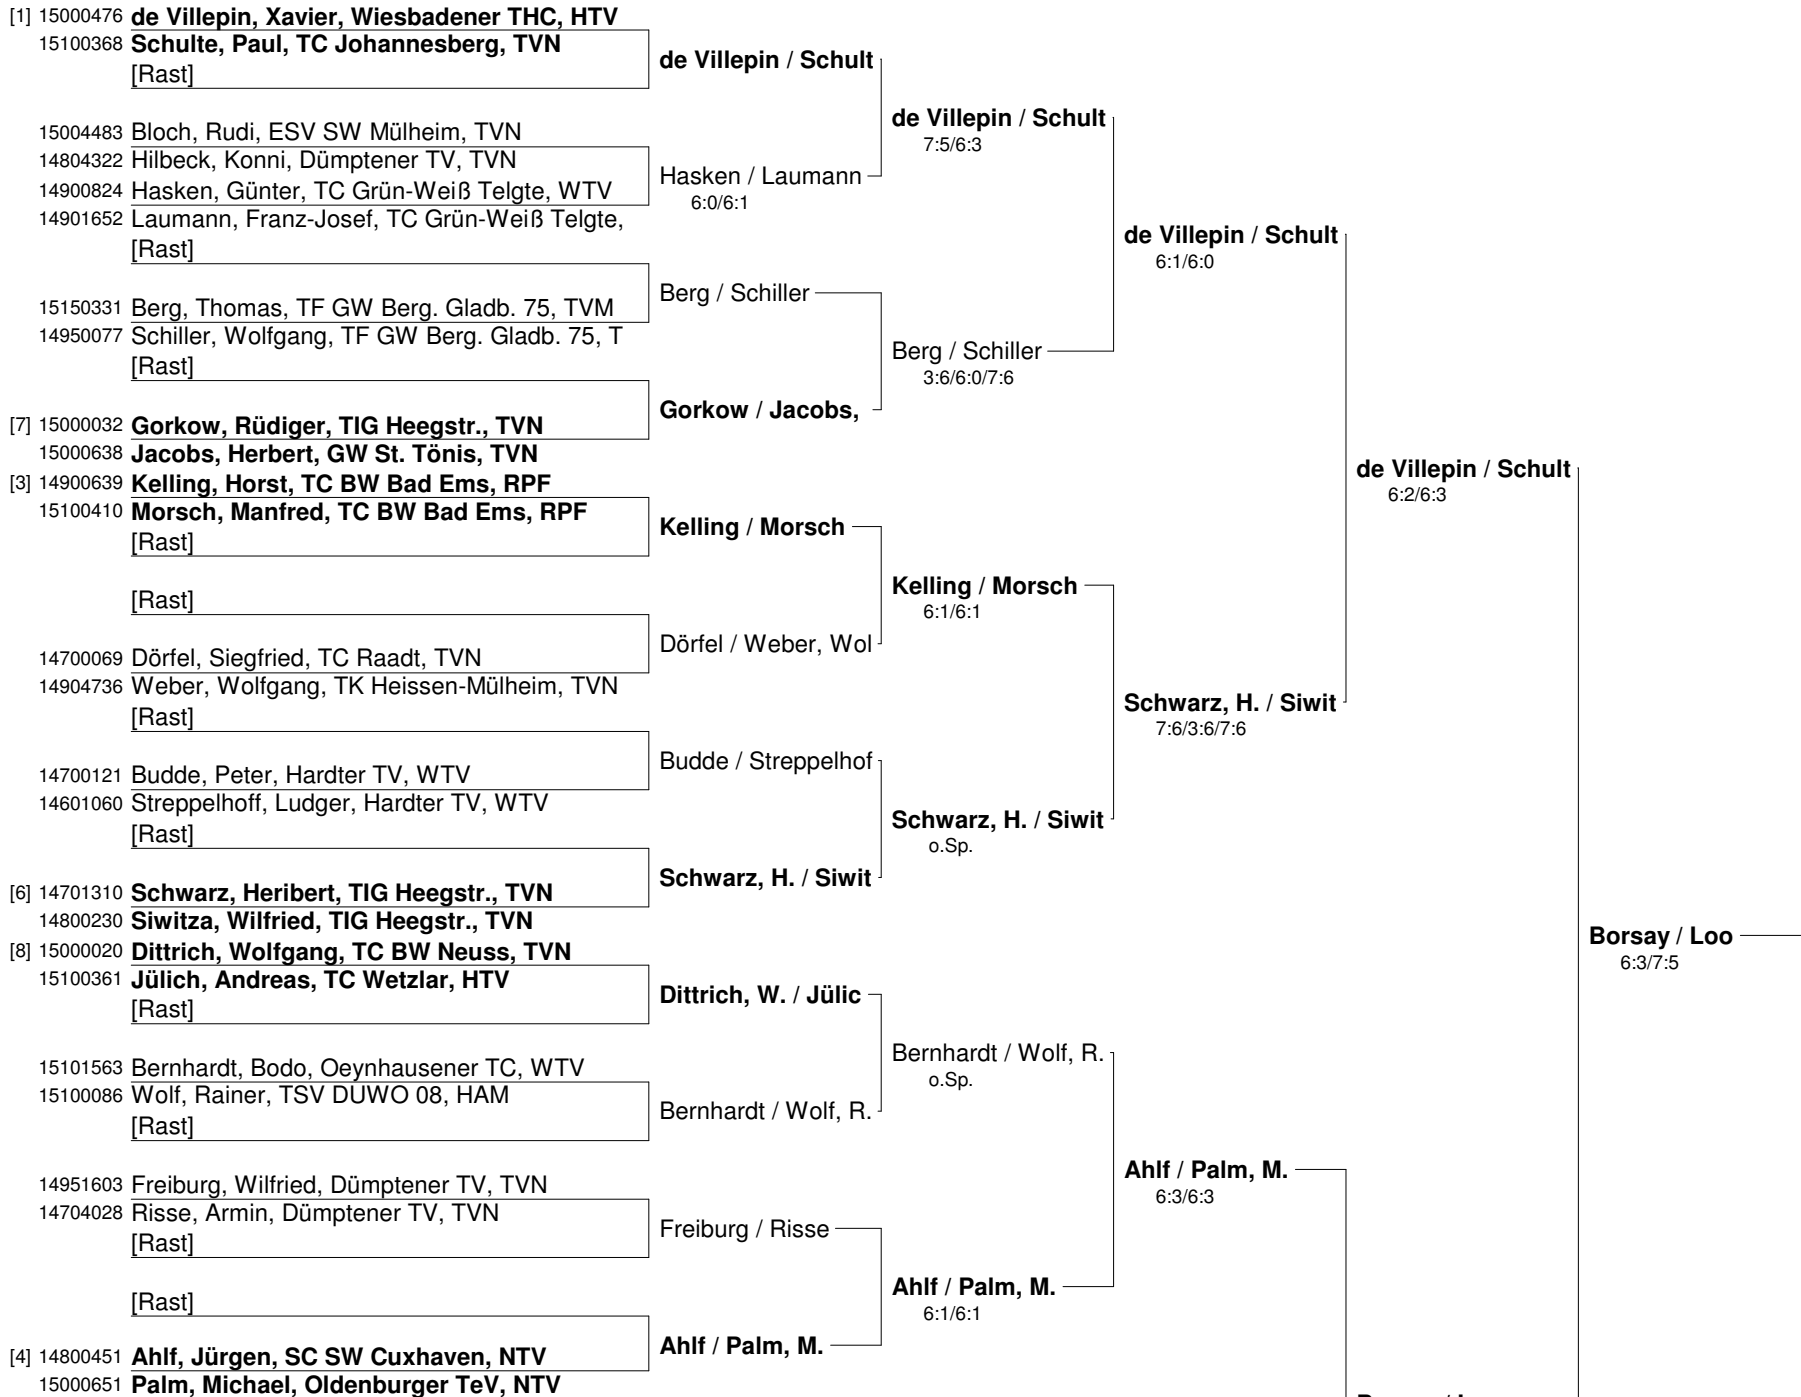 [1] 15000476 de Villepin, Xavier, Wiesbadener THC, HTV
15100368 Schulte, Paul, TC Johannesberg, TVN
[Rast]
de Villepin / Schult
15004483 Bloch, Rudi, ESV SW Mülheim, TVN
14804322 Hilbeck, Konni, Dümptener TV, TVN
14900824 Hasken, Günter, TC Grün-Weiß Telgte, WTV
14901652 Laumann, Franz-Josef, TC Grün-Weiß Telgte,
Hasken / Laumann
6:0/6:1
de Villepin / Schult
7:5/6:3
[Rast]
15150331 Berg, Thomas, TF GW Berg. Gladb. 75, TVM
14950077 Schiller, Wolfgang, TF GW Berg. Gladb. 75, T
Berg / Schiller
[Rast]
[7] 15000032 Gorkow, Rüdiger, TIG Heegstr., TVN
15000638 Jacobs, Herbert, GW St. Tönis, TVN
Gorkow / Jacobs,
Berg / Schiller
3:6/6:0/7:6
de Villepin / Schult
6:1/6:0
[3] 14900639 Kelling, Horst, TC BW Bad Ems, RPF
15100410 Morsch, Manfred, TC BW Bad Ems, RPF
[Rast]
Kelling / Morsch
[Rast]
14700069 Dörfel, Siegfried, TC Raadt, TVN
14904736 Weber, Wolfgang, TK Heissen-Mülheim, TVN
Dörfel / Weber, Wol
Kelling / Morsch
6:1/6:1
[Rast]
14700121 Budde, Peter, Hardter TV, WTV
14601060 Streppelhoff, Ludger, Hardter TV, WTV
Budde / Streppelhof
[Rast]
[6] 14701310 Schwarz, Heribert, TIG Heegstr., TVN
14800230 Siwitza, Wilfried, TIG Heegstr., TVN
Schwarz, H. / Siwit
Schwarz, H. / Siwit
o.Sp.
Schwarz, H. / Siwit
7:6/3:6/7:6
de Villepin / Schult
6:2/6:3
[8] 15000020 Dittrich, Wolfgang, TC BW Neuss, TVN
15100361 Jülich, Andreas, TC Wetzlar, HTV
[Rast]
Dittrich, W. / Jülic
15101563 Bernhardt, Bodo, Oeynhausener TC, WTV
15100086 Wolf, Rainer, TSV DUWO 08, HAM
[Rast]
Bernhardt / Wolf, R.
Bernhardt / Wolf, R.
o.Sp.
14951603 Freiburg, Wilfried, Dümptener TV, TVN
14704028 Risse, Armin, Dümptener TV, TVN
[Rast]
Freiburg / Risse
[Rast]
[4] 14800451 Ahlf, Jürgen, SC SW Cuxhaven, NTV
15000651 Palm, Michael, Oldenburger TeV, NTV
Ahlf / Palm, M.
Ahlf / Palm, M.
6:1/6:1
Ahlf / Palm, M.
6:3/6:3
Borsay / Loo
6:3/7:5